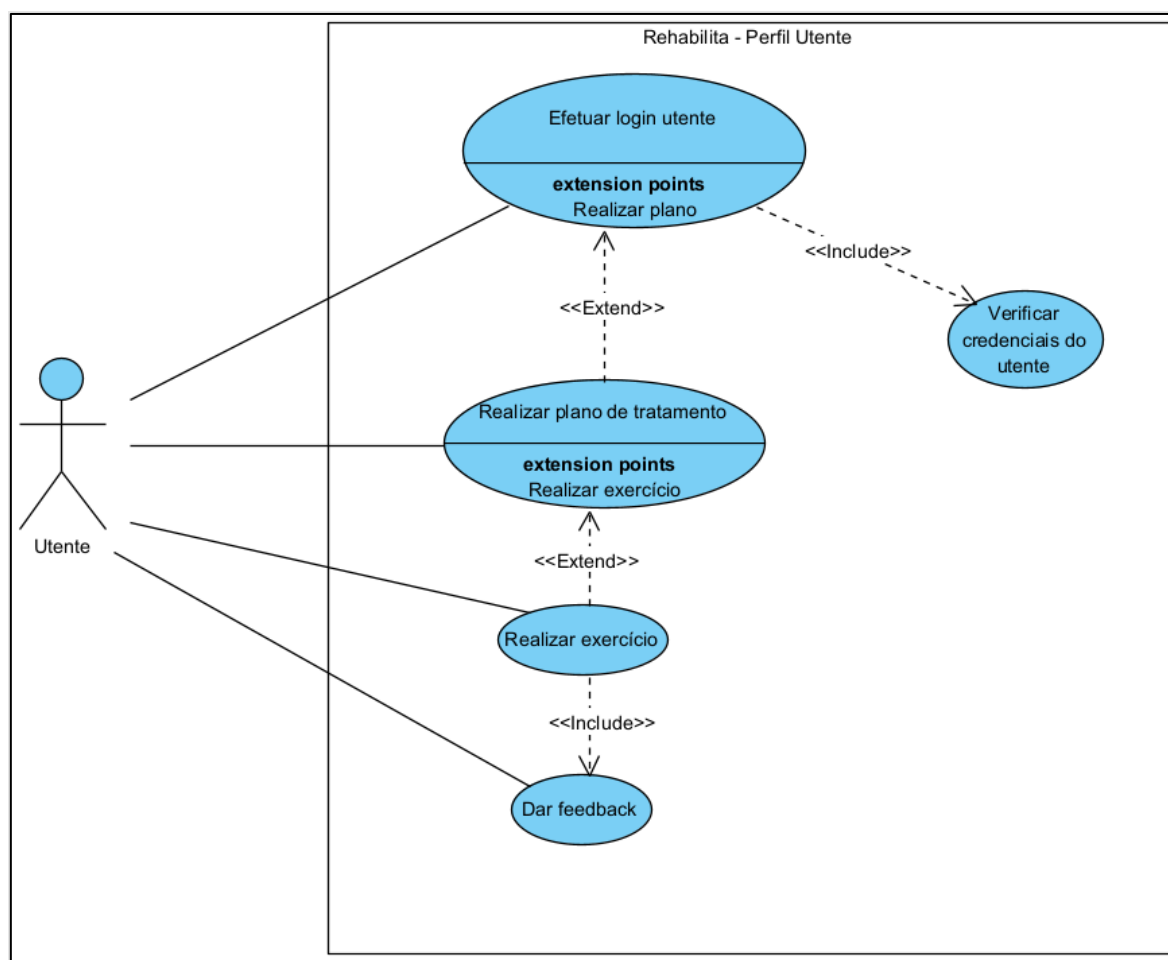 Rehabilita - Perfil Utente
Efetuar login utente
extension points
Realizar plano
<<Include>>
<<Extend>>
Verificar
credenciais do
utente
Realizar plano de tratamento
extension points
Realizar exercício
Utente
<<Extend>>
Realizar exercício
<<Include>>
Dar feedback